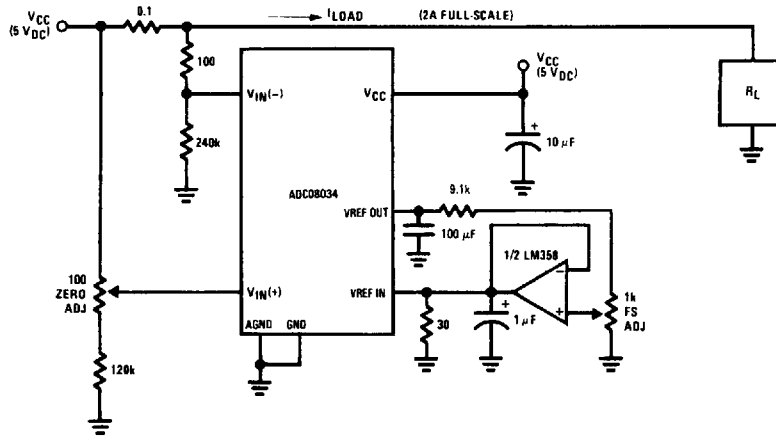 VCC
(5 VDC)
0.1
ILOAD
(2A FULL-SCALE)
100
VIN(-)
240k
VCC
VCC
(5 VDC)
RL
+
10 μF
ADC08034
9.1k
VREF OUT
100 μF
1/2 LM358
−
+
100
ZERO
ADJ
VIN(+)
VREF IN
30
+
1 μF
1k
FS
ADJ
AGND
GND
120k